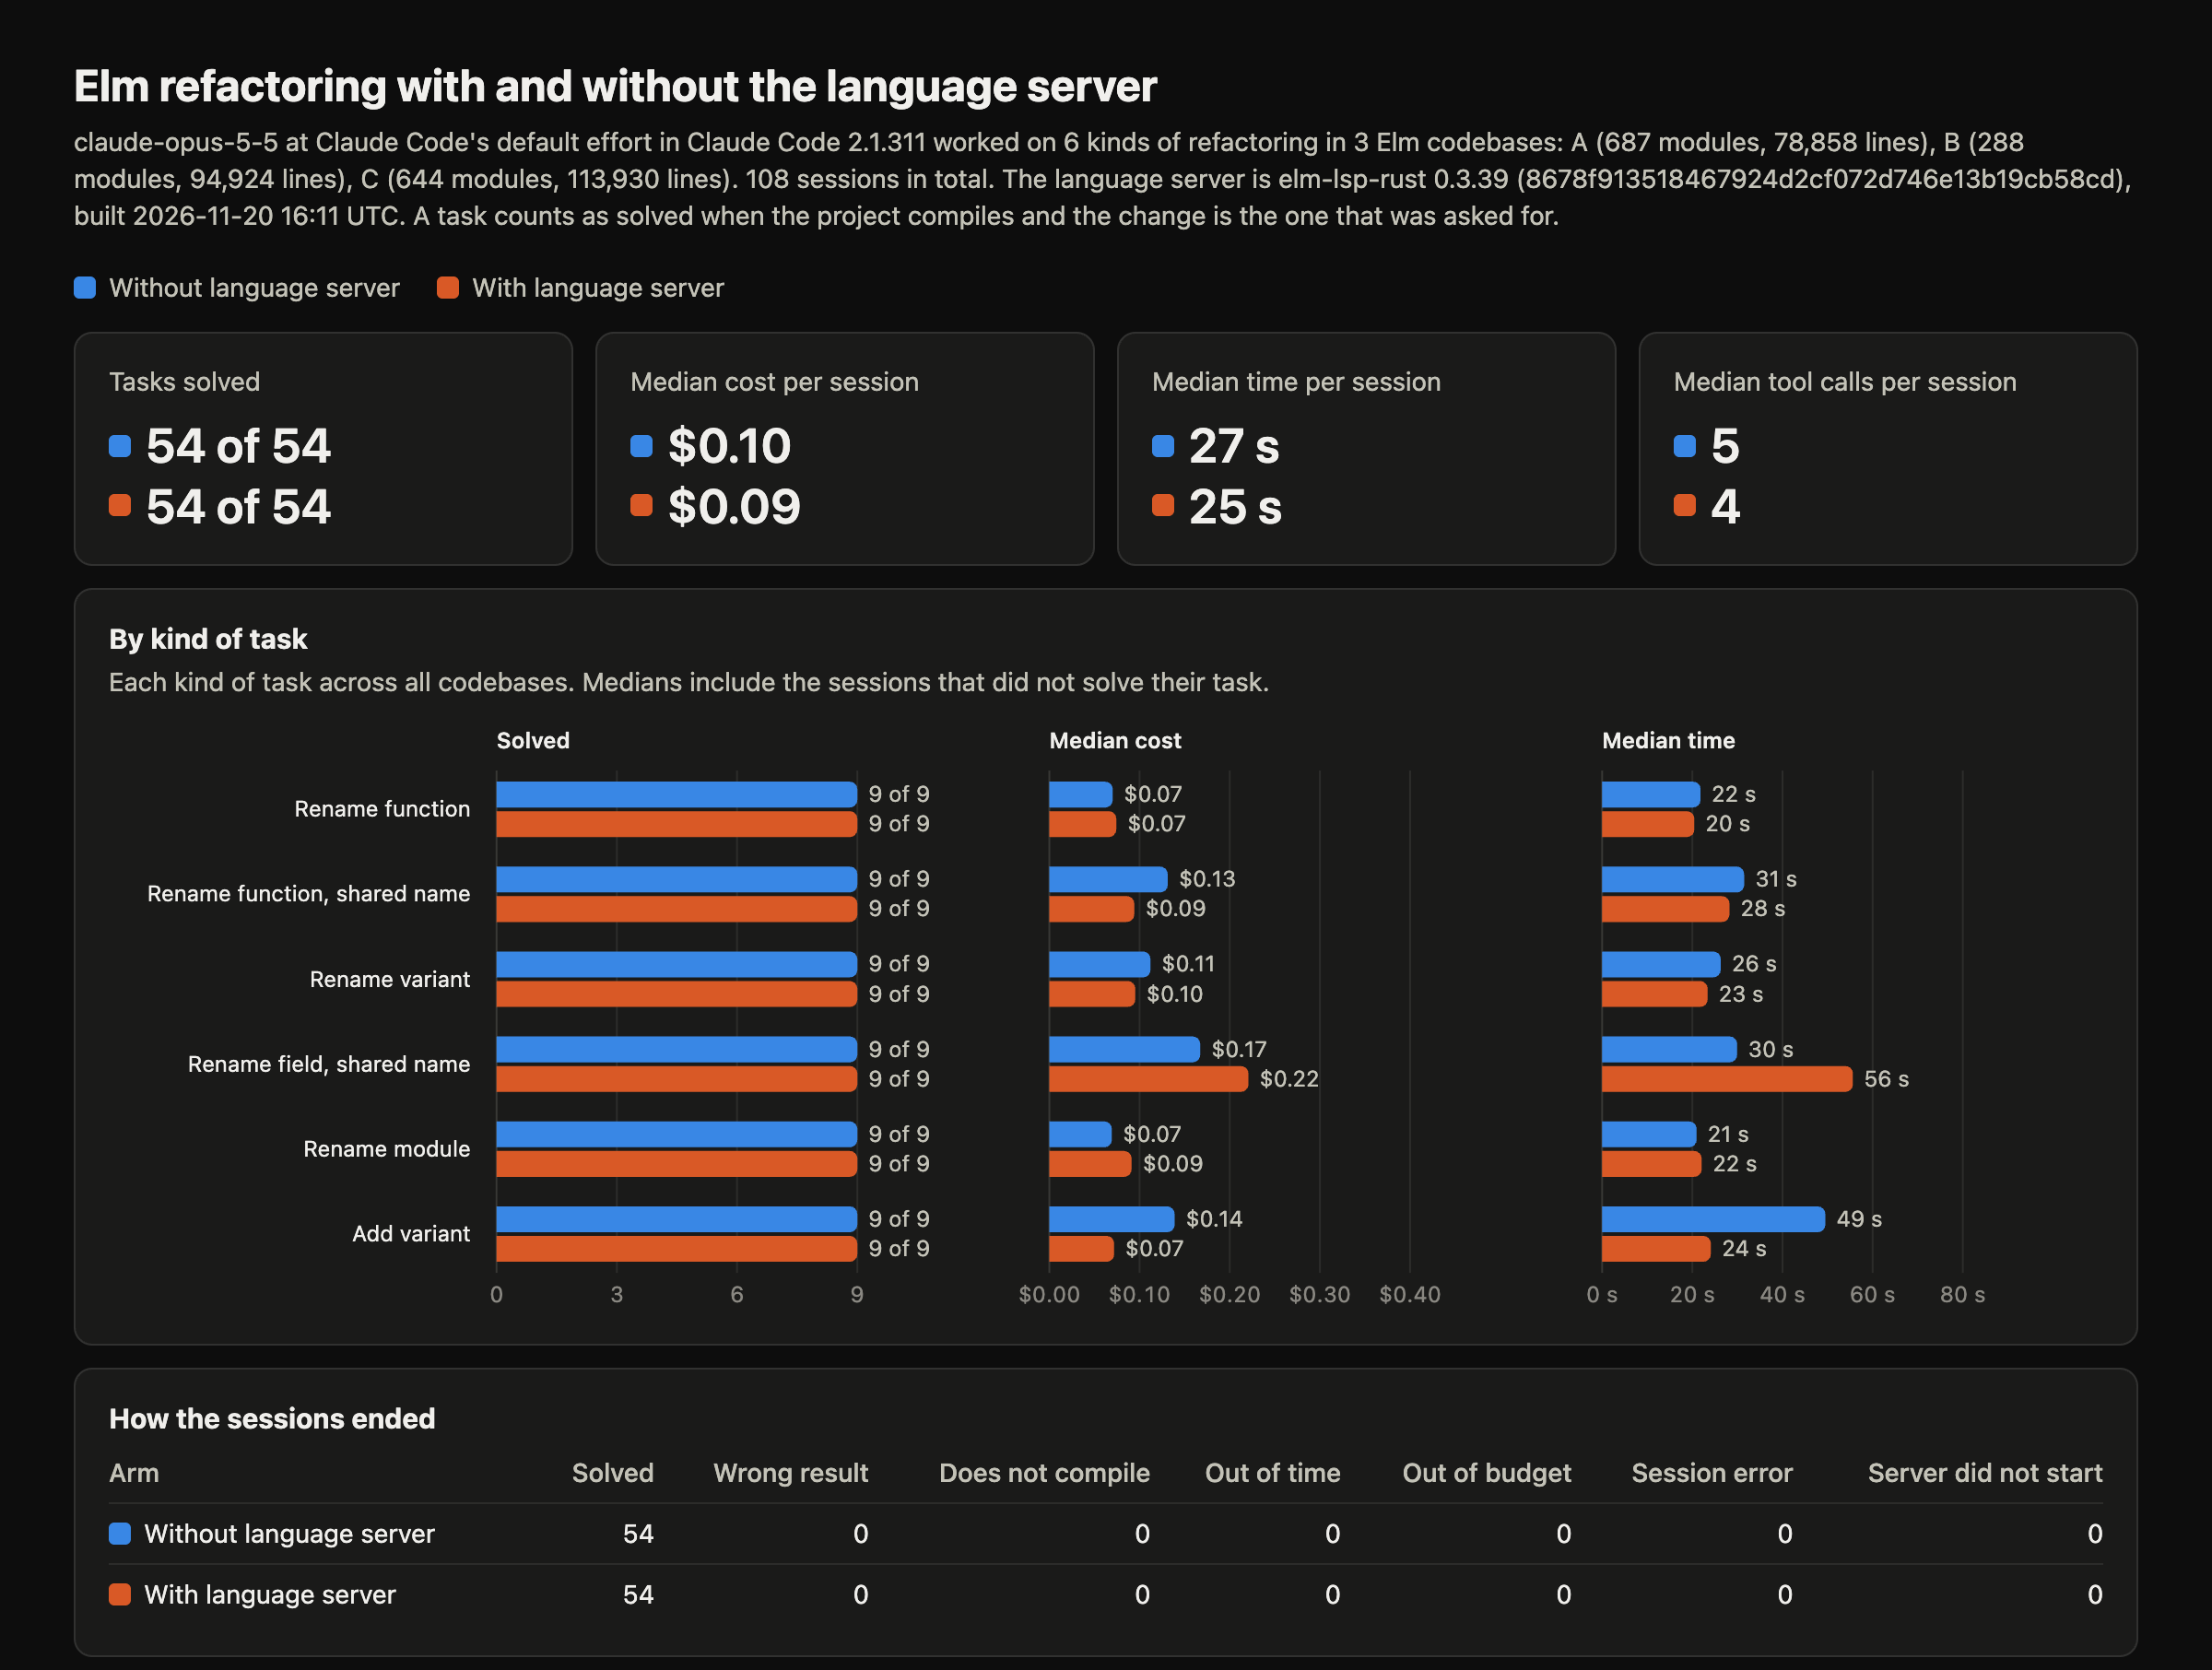 Elm refactoring with and without the language server
claude-opus-5-5 at Claude Code's default effort in Claude Code 2.1.311 worked on 6 kinds of refactoring in 3 Elm codebases: A (687 modules, 78,858 lines), B (288
modules, 94,924 lines), C (644 modules, 113,930 lines). 108 sessions in total. The language server is elm-lsp-rust 0.3.39 (8678f913518467924d2cf072d746e13b19cb58cd),
built 2026-11-20 16:11 UTC. A task counts as solved when the project compiles and the change is the one that was asked for.
Without language server With language server
Tasks solved
54 of 54
54 of 54
Median cost per session
$0.10
$0.09
Median time per session
27 s
25 s
Median tool calls per session
5
4
By kind of task
Each kind of task across all codebases. Medians include the sessions that did not solve their task.
Solved Median cost Median time
Rename function
9 of 9 $0.07 22 s
9 of 9 $0.07 20 s
Rename function, shared name
9 of 9 $0.13 31 s
9 of 9 $0.09 28 s
Rename variant
9 of 9 $0.11 26 s
9 of 9 $0.10 23 s
Rename field, shared name
9 of 9 $0.17 30 s
9 of 9 $0.22 56 s
Rename module
9 of 9 $0.07 21 s
9 of 9 $0.09 22 s
Add variant
9 of 9 $0.14 49 s
9 of 9 $0.07 24 s
0 3 6 9 $0.00 $0.10 $0.20 $0.30 $0.40 0 s 20 s 40 s 60 s 80 s
How the sessions ended
Arm Solved Wrong result Does not compile Out of time Out of budget Session error Server did not start
Without language server 54 0 0 0 0 0 0
With language server 54 0 0 0 0 0 0